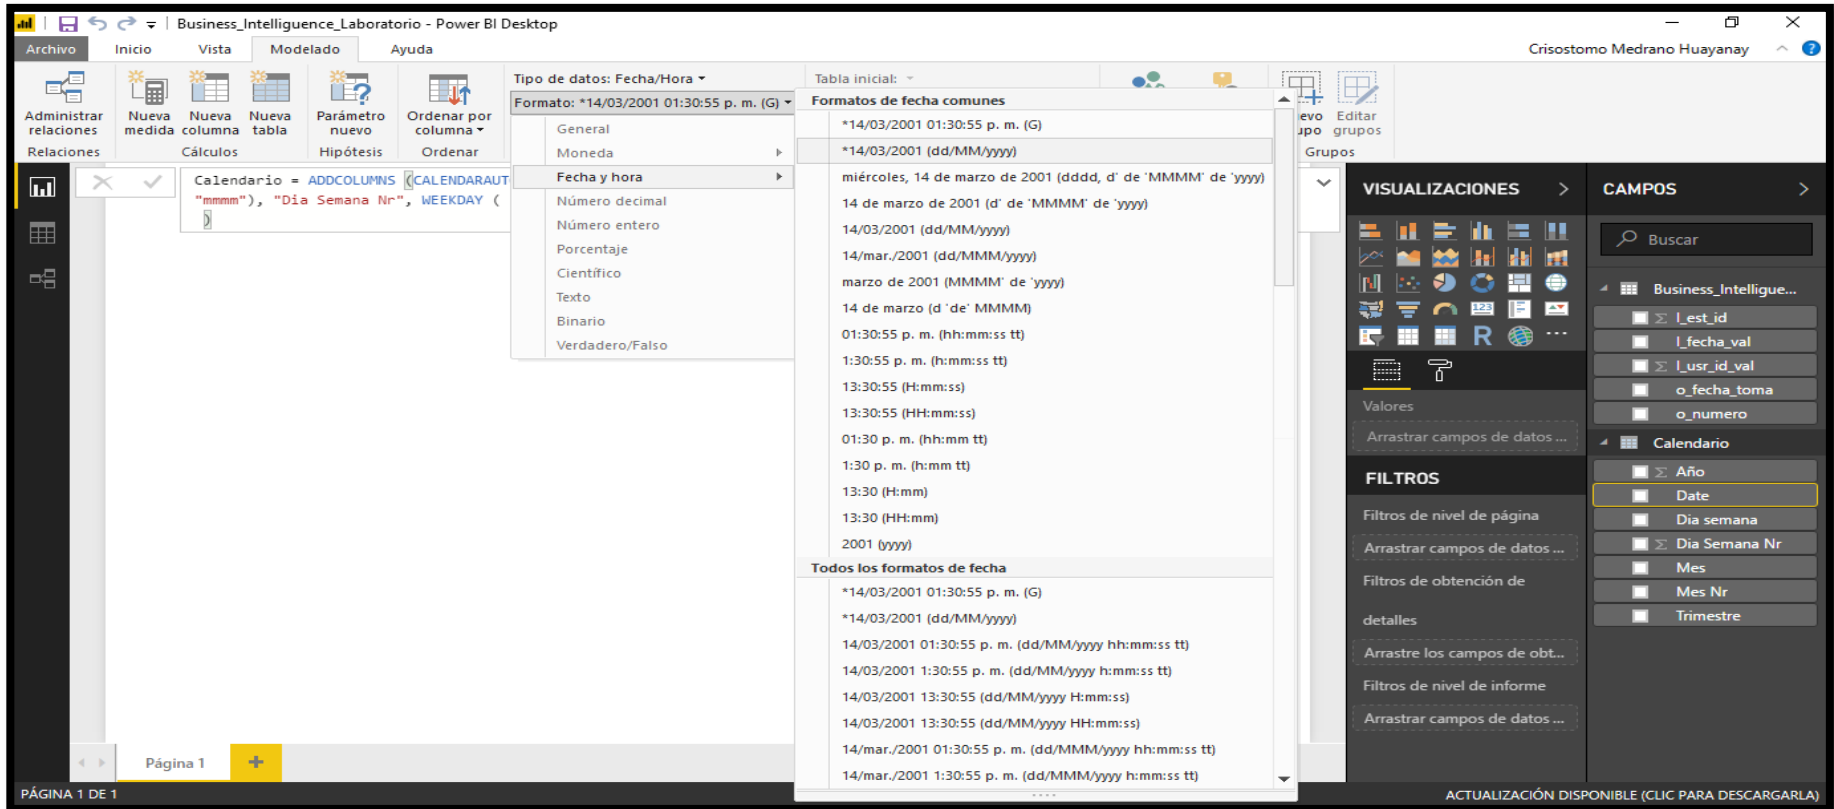 Business_Intelliguence_Laboratorio - Power BI Desktop
Archivo Inicio Vista Modelado Ayuda Crisostomo Medrano Huayanay
Administrar relaciones
Nueva medida
Nueva columna
Nueva tabla
Parámetro nuevo
Ordenar por columna
Relaciones Cálculos Hipótesis Ordenar
Tipo de datos: Fecha/Hora
Formato: *14/03/2001 01:30:55 p. m. (G)
Tabla inicial:
evo
upo
Editar grupos
Grupos
General
Moneda
Fecha y hora
Número decimal
Número entero
Porcentaje
Científico
Texto
Binario
Verdadero/Falso
Calendario = ADDCOLUMNS (CALENDARAUT
"mmmm"), "Dia Semana Nr", WEEKDAY (
)
Formatos de fecha comunes
*14/03/2001 01:30:55 p. m. (G)
*14/03/2001 (dd/MM/yyyy)
miércoles, 14 de marzo de 2001 (dddd, d' de 'MMMM' de 'yyyy)
14 de marzo de 2001 (d' de 'MMMM' de 'yyyy)
14/03/2001 (dd/MM/yyyy)
14/mar./2001 (dd/MMM/yyyy)
marzo de 2001 (MMMM' de 'yyyy)
14 de marzo (d 'de' MMMM)
01:30:55 p. m. (hh:mm:ss tt)
1:30:55 p. m. (h:mm:ss tt)
13:30:55 (H:mm:ss)
13:30:55 (HH:mm:ss)
01:30 p. m. (hh:mm tt)
1:30 p. m. (h:mm tt)
13:30 (H:mm)
13:30 (HH:mm)
2001 (yyyy)
Todos los formatos de fecha
*14/03/2001 01:30:55 p. m. (G)
*14/03/2001 (dd/MM/yyyy)
14/03/2001 01:30:55 p. m. (dd/MM/yyyy hh:mm:ss tt)
14/03/2001 1:30:55 p. m. (dd/MM/yyyy h:mm:ss tt)
14/03/2001 13:30:55 (dd/MM/yyyy H:mm:ss)
14/03/2001 13:30:55 (dd/MM/yyyy HH:mm:ss)
14/mar./2001 01:30:55 p. m. (dd/MMM/yyyy hh:mm:ss tt)
14/mar./2001 1:30:55 p. m. (dd/MMM/yyyy h:mm:ss tt)
VISUALIZACIONES
123
R
Valores
Arrastrar campos de datos ...
FILTROS
Filtros de nivel de página
Arrastrar campos de datos ...
Filtros de obtención de
detalles
Arrastre los campos de obt...
Filtros de nivel de informe
Arrastrar campos de datos ...
CAMPOS
Buscar
Business_Intelligue...
Σ l_est_id
l_fecha_val
Σ l_usr_id_val
o_fecha_toma
o_numero
Calendario
Σ Año
Date
Dia semana
Σ Dia Semana Nr
Mes
Mes Nr
Trimestre
Página 1
PÁGINA 1 DE 1
ACTUALIZACIÓN DISPONIBLE (CLIC PARA DESCARGARLA)